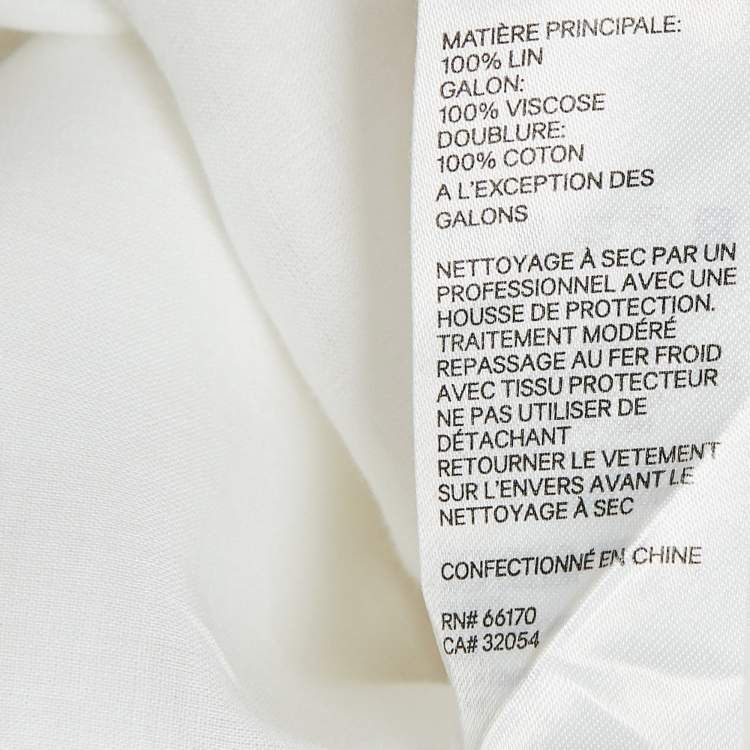 MATIÈRE PRINCIPALE:
100% LIN
GALON:
100% VISCOSE
DOUBLURE:
100% COTON
A L'EXCEPTION DES
GALONS
NETTOYAGE À SEC PAR UN
PROFESSIONNEL AVEC UNE
HOUSSE DE PROTECTION.
TRAITEMENT MODÉRÉ
REPASSAGE AU FER FROID
AVEC TISSU PROTECTEUR
NE PAS UTILISER DE
DÉTACHANT
RETOURNER LE VETEMENT
SUR L'ENVERS AVANT LE
NETTOYAGE À SEC
CONFECTIONNÉ EN CHINE
RN# 66170
CA# 32054